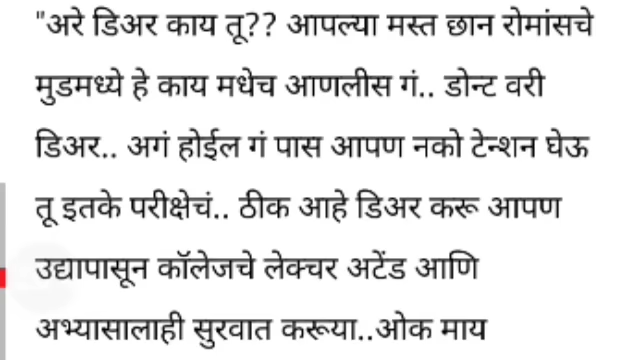 "अरे डिअर काय तू?? आपल्या मस्त छान रोमांसचे
मुडमध्ये हे काय मधेच आणलीस गं.. डोन्ट वरी
डिअर.. अगं होईल गं पास आपण नको टेन्शन घेऊ
तू इतके परीक्षेचं.. ठीक आहे डिअर करू आपण
उद्यापासून कॉलेजचे लेक्चर अटेंड आणि
अभ्यासालाही सुरवात करूया..ओक माय